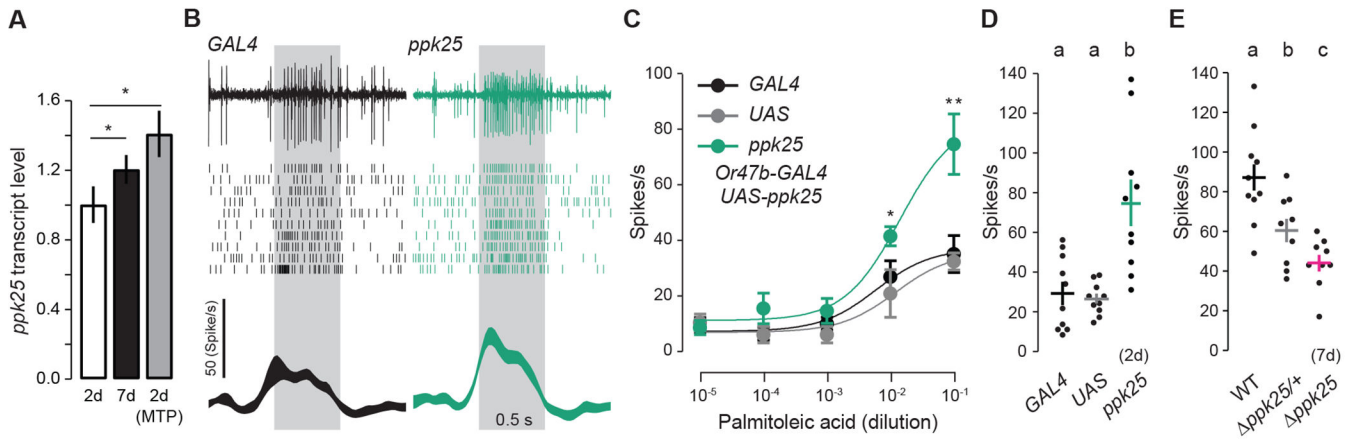 A
ppk25 transcript level
1.6
1.2
0.8
0.4
0.0
*
*
2d
7d
2d
(MTP)
B
GAL4
ppk25
50 (Spike/s)
0.5 s
C
Spikes/s
100
80
60
40
20
0
GAL4
UAS
ppk25
Or47b-GAL4
UAS-ppk25
**
*
10⁻⁵
10⁻⁴
10⁻³
10⁻²
10⁻¹
Palmitoleic acid (dilution)
D
a a b
Spikes/s
140
120
100
80
60
40
20
0
(2d)
GAL4
UAS
ppk25
E
a b c
Spikes/s
140
120
100
80
60
40
20
0
(7d)
WT
Δppk25/+
Δppk25